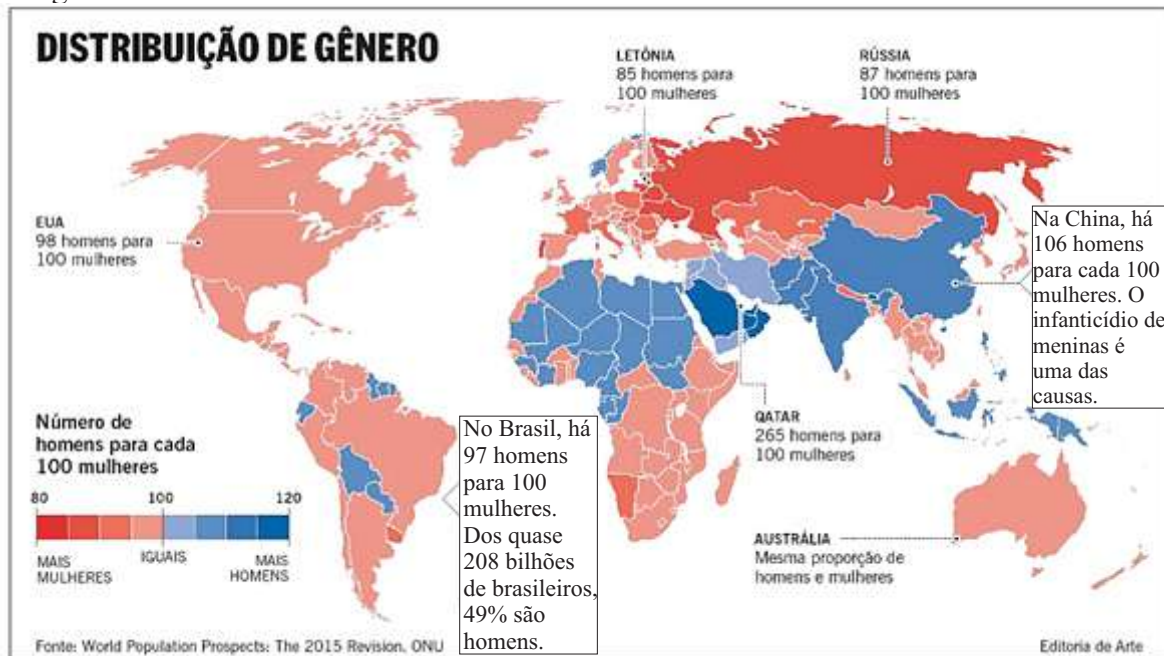 DISTRIBUIÇÃO DE GÊNERO
LETÔNIA
85 homens para
100 mulheres
RÚSSIA
87 homens para
100 mulheres
EUA
98 homens para
100 mulheres
Na China, há
106 homens
para cada 100
mulheres. O
infanticídio de
meninas é
uma das
causas.
QATAR
265 homens para
100 mulheres
Número de
homens para cada
100 mulheres
80
100
120
MAIS
MULHERES
IGUAIS
MAIS
HOMENS
No Brasil, há
97 homens
para 100
mulheres.
Dos quase
208 bilhões
de brasileiros,
49% são
homens.
AUSTRÁLIA
Mesma proporção de
homens e mulheres
Fonte: World Population Prospects: The 2015 Revision, ONU
Editoria de Arte